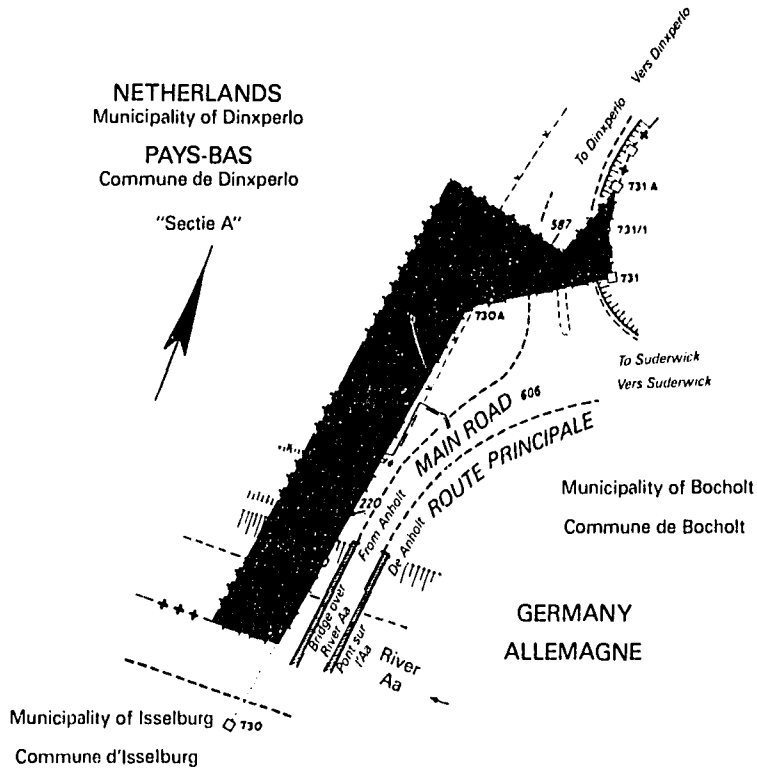 NETHERLANDS
Municipality of Dinxperlo
PAYS-BAS
Commune de Dinxperlo
"Sectie A"
To Dinxperlo
Vers Dinxperlo
731 A
587
731/1
731
730A
To Suderwick
Vers Suderwick
MAIN ROAD
606
ROUTE PRINCIPALE
220
From Anholt
De Anholt
Municipality of Bocholt
Commune de Bocholt
Bridge over
River Aa
Pont sur
l'Aa
River
Aa
GERMANY
ALLEMAGNE
Municipality of Isselburg
730
Commune d'Isselburg